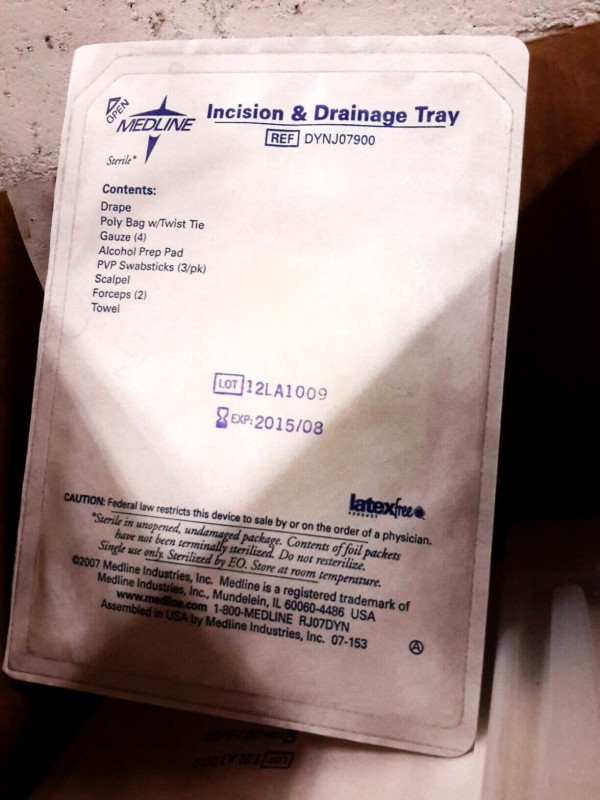 OPEN
MEDLINE
Sterile*
Incision & Drainage Tray
REF DYNJ07900
Contents:
Drape
Poly Bag w/Twist Tie
Gauze (4)
Alcohol Prep Pad
PVP Swabsticks (3/pk)
Scalpel
Forceps (2)
Towel
LOT 12LA1009
EXP: 2015/08
latexfree
PRODUCT
CAUTION: Federal law restricts this device to sale by or on the order of a physician.
*Sterile in unopened, undamaged package. Contents of foil packets
have not been terminally sterilized. Do not resterilize.
Single use only. Sterilized by EO. Store at room temperature.
©2007 Medline Industries, Inc. Medline is a registered trademark of
Medline Industries, Inc., Mundelein, IL 60060-4486 USA
www.medline.com 1-800-MEDLINE RJ07DYN
Assembled in USA by Medline Industries, Inc. 07-153
A
2015/08
LOT 12LA1009